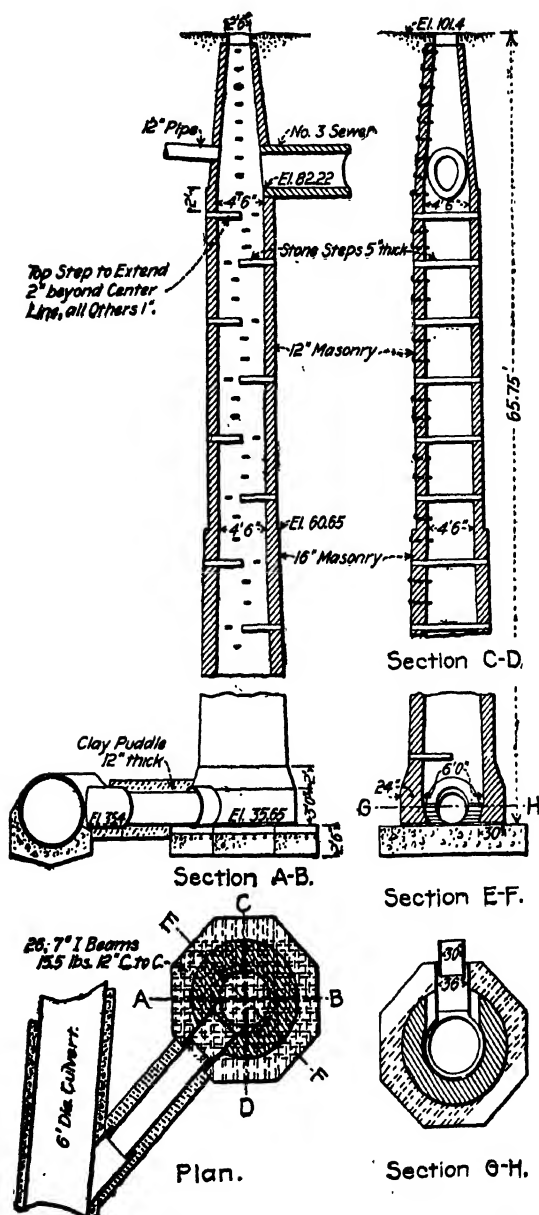 2'6"
El. 101.4
12" Pipe
No. 3 Sewer
El. 82.22
4'6"
4'6"
Top Step to Extend
2" beyond Center
Line, all Others 1".
Stone Steps 5" thick
12" Masonry
65.75'
4'6"
El. 60.65
4'6"
16" Masonry
Section C-D.
Clay Puddle
12" thick
El. 35.4
El. 35.65
2'6"
Section A-B.
24"
6'0"
G
H
30"
Section E-F.
26, 7" I Beams
15.5 lbs. 12" C. to C.
C
E
A
B
D
F
6' Dia. Culvert.
Plan.
30"
36"
Section G-H.